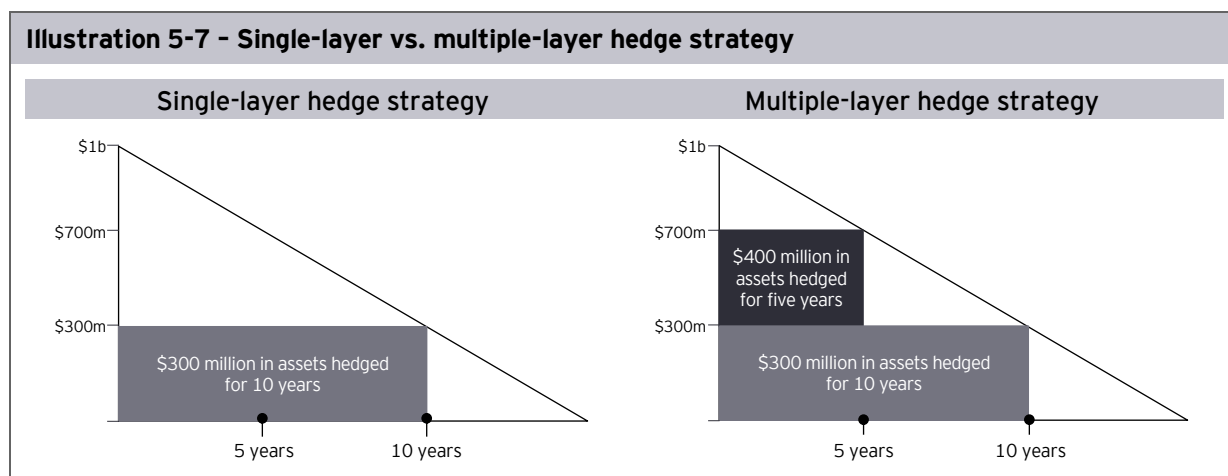 Illustration 5-7 – Single-layer vs. multiple-layer hedge strategy
Single-layer hedge strategy
$1b
$700m
$300m
$300 million in assets hedged
for 10 years
5 years
10 years
Multiple-layer hedge strategy
$1b
$700m
$400 million in
assets hedged
for five years
$300m
$300 million in assets hedged
for 10 years
5 years
10 years